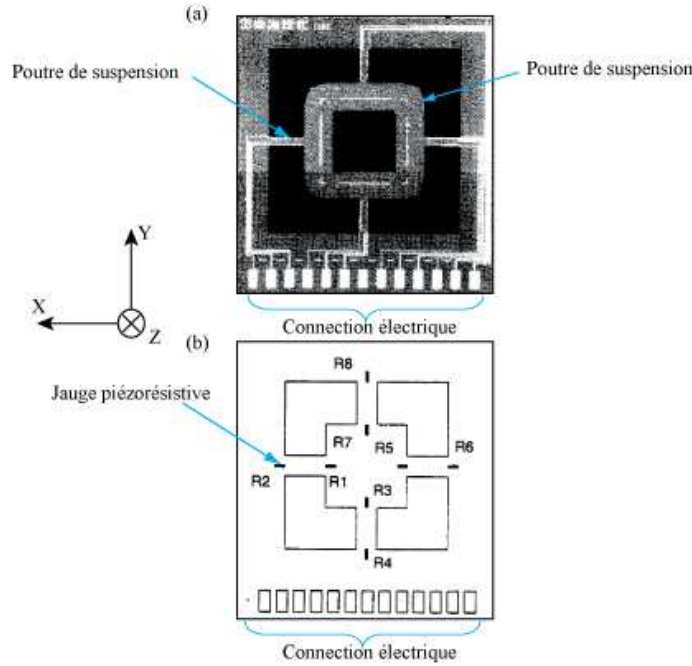 (a)
Poutre de suspension
Poutre de suspension
Y
X
Z
Connection électrique
(b)
Jauge piézorésistive
R8
R7
R5
R6
R2
R1
R3
R4
Connection électrique